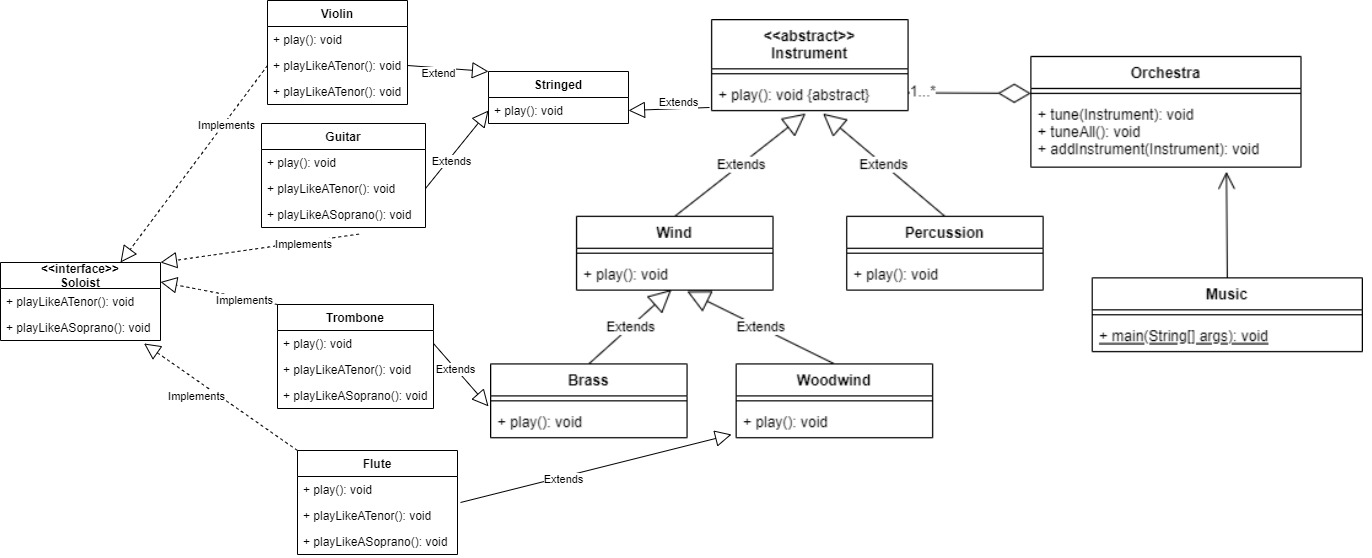 Violin
+ play(): void
+ playLikeATenor(): void
+ playLikeATenor(): void
Extend
Implements
Guitar
+ play(): void
+ playLikeATenor(): void
+ playLikeASoprano(): void
Extends
Implements
Stringed
+ play(): void
Extends
<<abstract>>
Instrument
+ play(): void {abstract}
1...*
Orchestra
+ tune(Instrument): void
+ tuneAll(): void
+ addInstrument(Instrument): void
Extends
Extends
Wind
+ play(): void
Percussion
+ play(): void
Music
+ main(String[] args): void
<<interface>>
Soloist
+ playLikeATenor(): void
+ playLikeASoprano(): void
Implements
Trombone
+ play(): void
+ playLikeATenor(): void
+ playLikeASoprano(): void
Extends
Extends
Extends
Brass
+ play(): void
Woodwind
+ play(): void
Implements
Flute
+ play(): void
+ playLikeATenor(): void
+ playLikeASoprano(): void
Extends